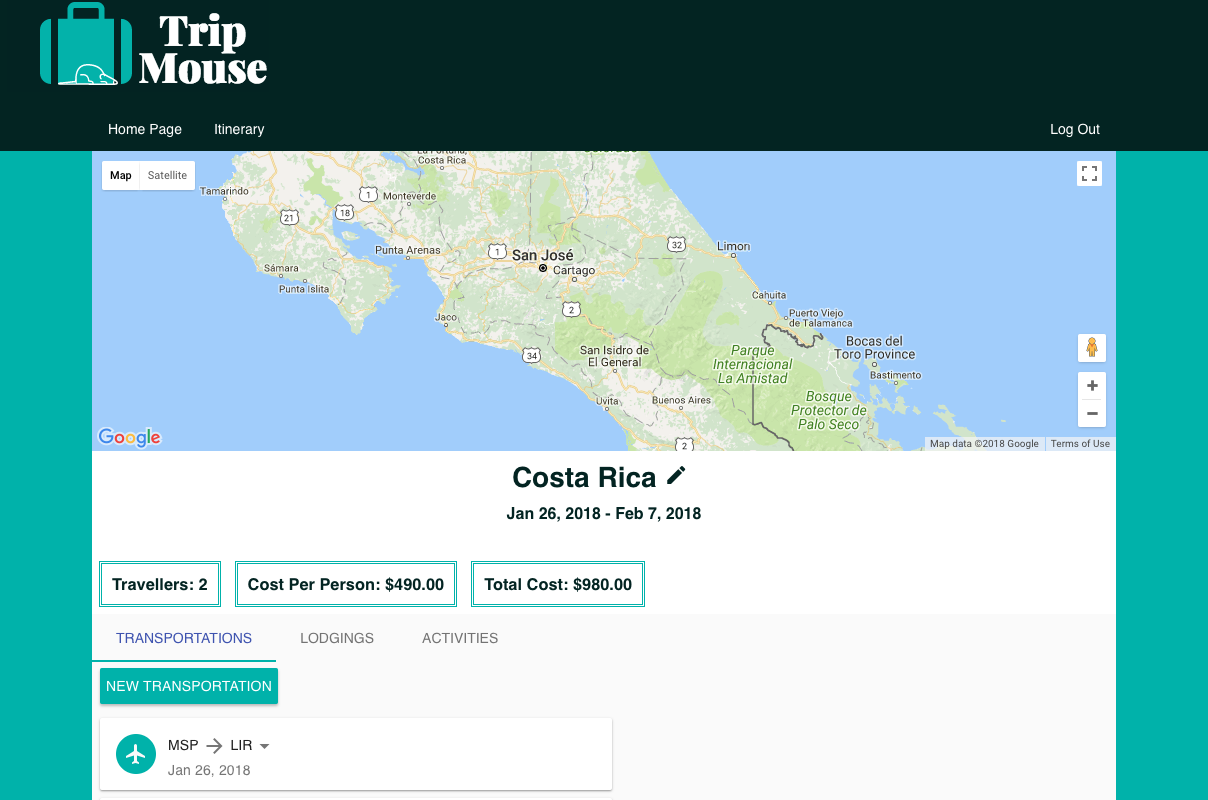 Trip
Mouse
Home Page
Itinerary
Log Out
Map
Satellite
Costa Rica
Tamarindo
1
Monteverde
21
18
Punta Arenas
1
San José
32
Limon
Cartago
Sámara
Punta Islita
Cahuita
2
Puerto Viejo
de Talamanca
Jaco
Bocas del
Toro Province
34
San Isidro de
El General
Parque
Internacional
La Amistad
Bastimento
Uvita
Buenos Aires
Bosque
Protector de
Palo Seco
2
Google
Map data ©2018 Google
Terms of Use
Costa Rica
Jan 26, 2018 - Feb 7, 2018
Travellers: 2
Cost Per Person: $490.00
Total Cost: $980.00
TRANSPORTATIONS
LODGINGS
ACTIVITIES
NEW TRANSPORTATION
MSP → LIR
Jan 26, 2018